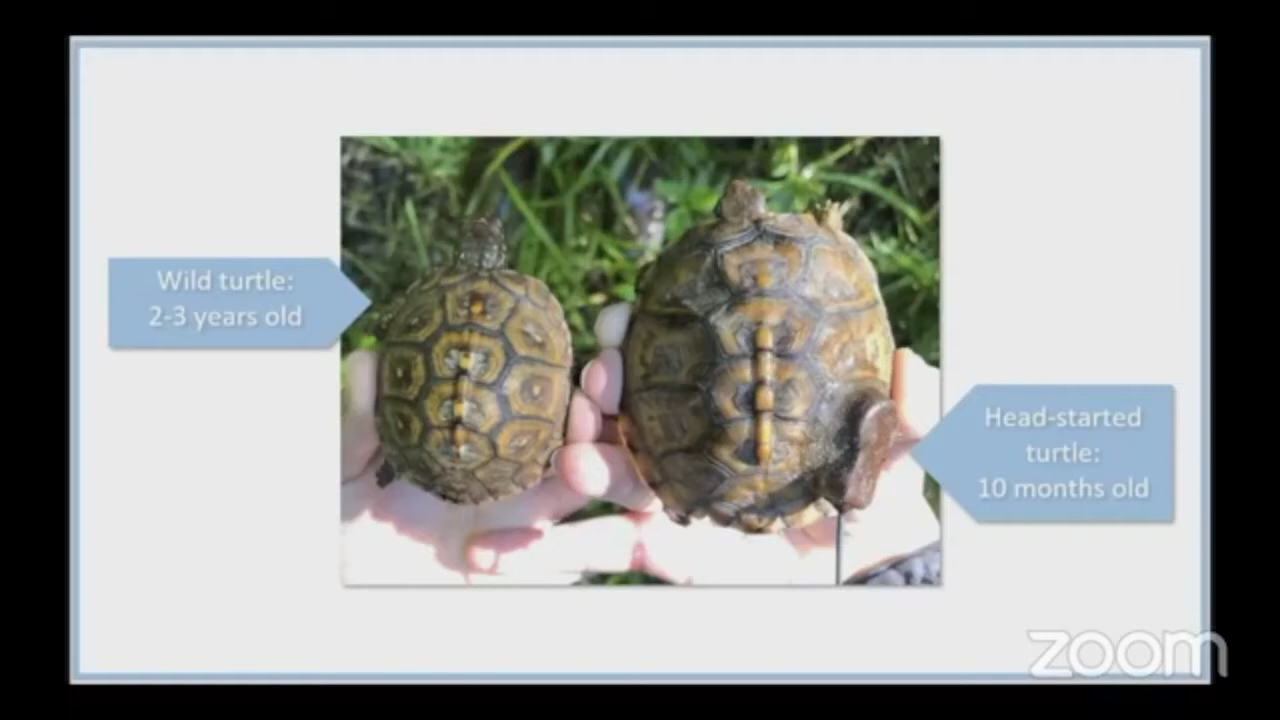 Wild turtle:
2-3 years old
Head-started
turtle:
10 months old
zoom